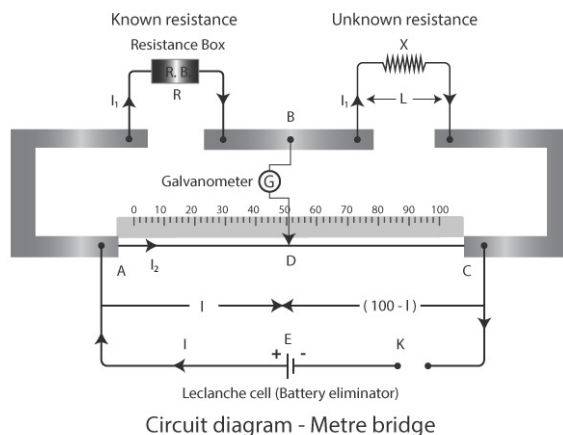 Known resistance
Unknown resistance
Resistance Box
R. B.
R
X
I₁
I₁
L
B
Galvanometer
G
0 10 20 30 40 50 60 70 80 90 100
A
I₂
D
C
l
( 100 - l )
I
E
+ -
K
Leclanche cell (Battery eliminator)
Circuit diagram - Metre bridge